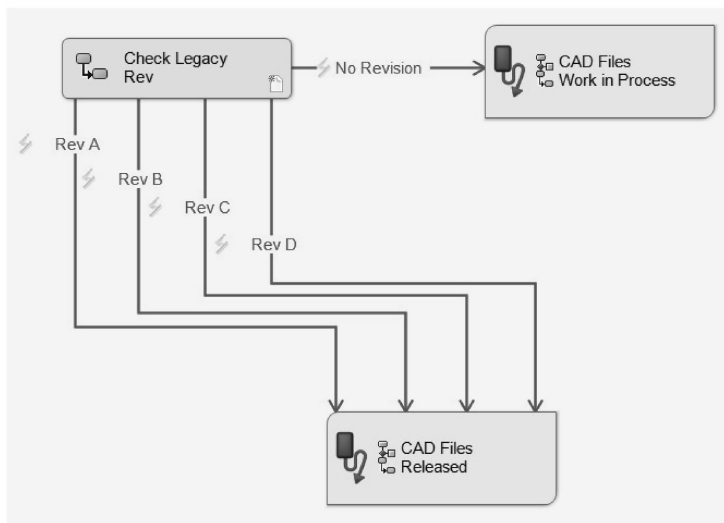 Check Legacy
Rev
No Revision
CAD Files
Work in Process
Rev A
Rev B
Rev C
Rev D
CAD Files
Released